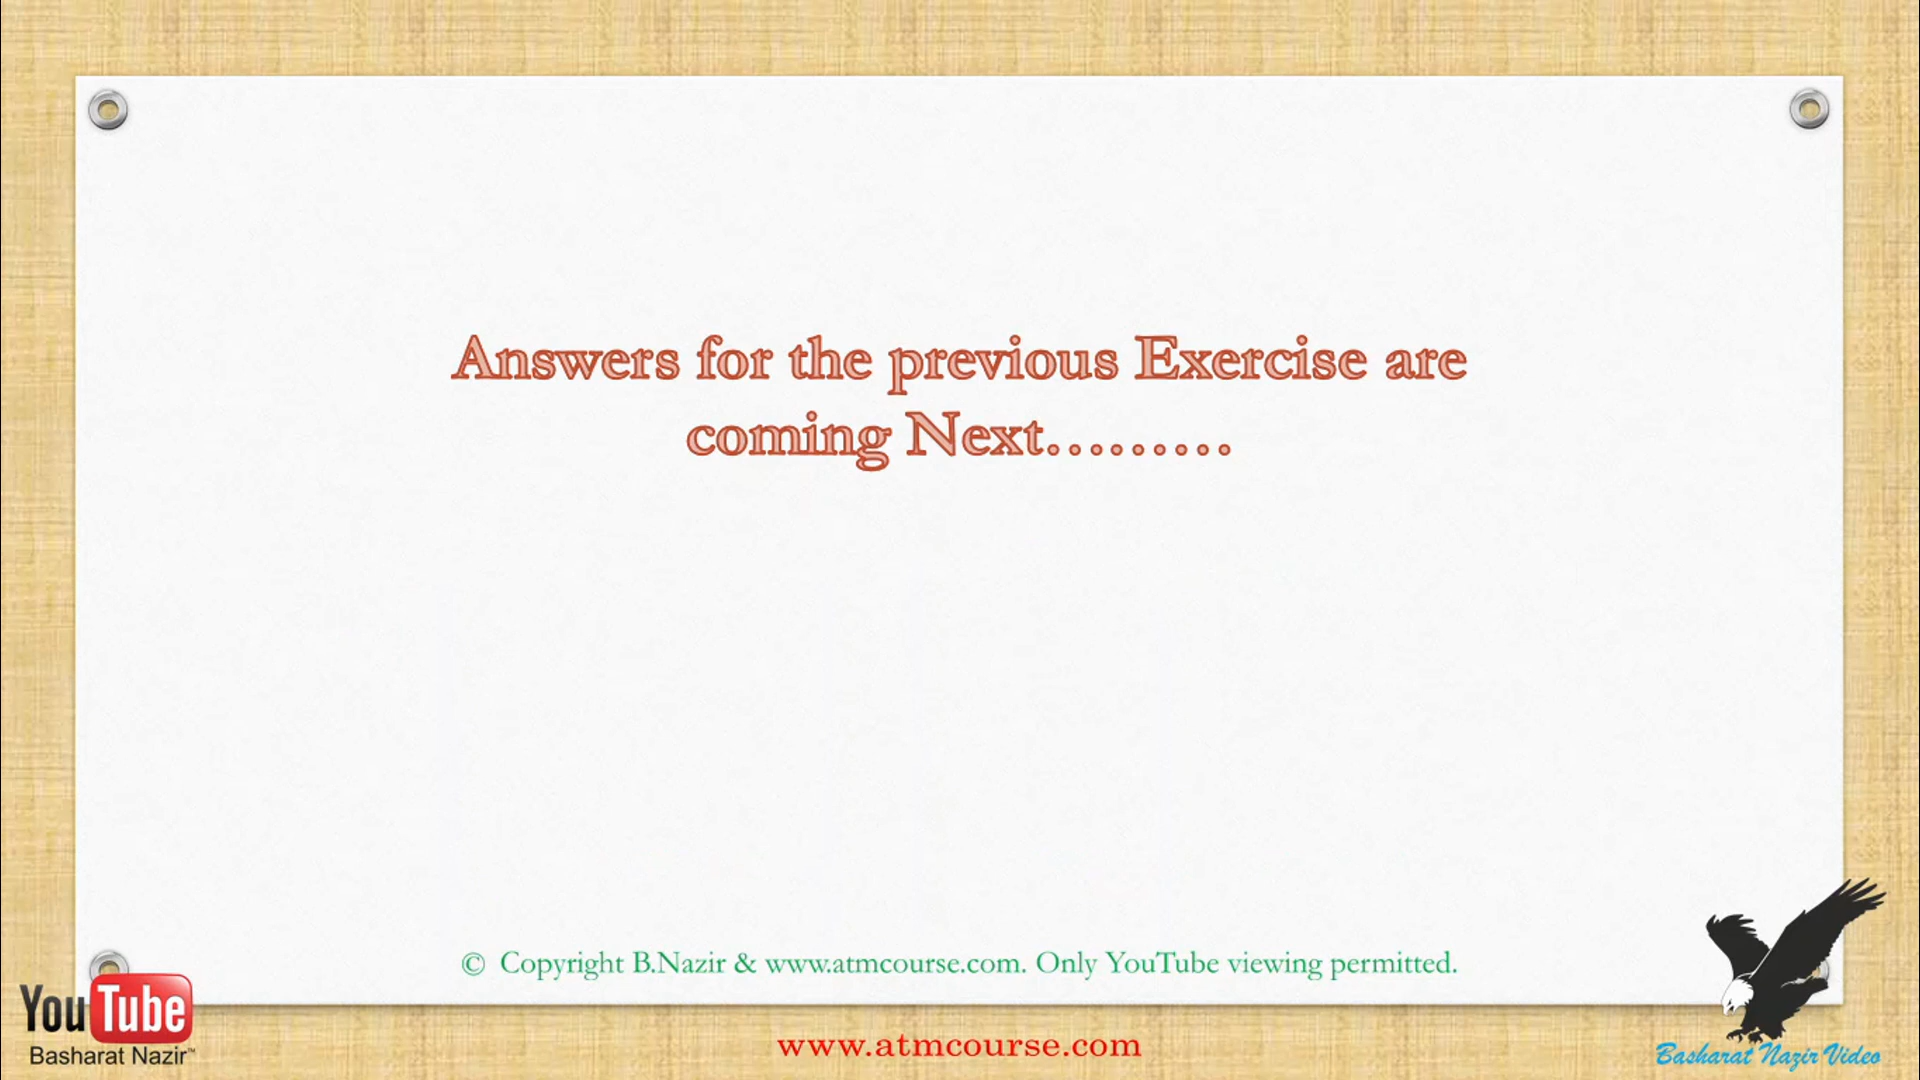 Answers for the previous Exercise are
coming Next.........
© Copyright B.Nazir & www.atmcourse.com. Only YouTube viewing permitted.
YouTube
Basharat Nazir™
www.atmcourse.com
Basharat Nazir Video